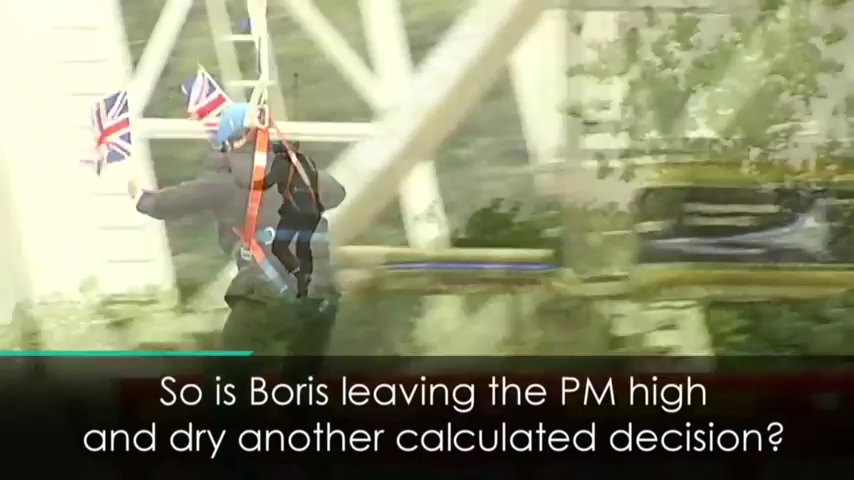 So is Boris leaving the PM high
and dry another calculated decision?